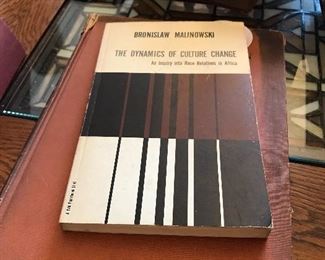 BRONISLAW MALINOWSKI
THE DYNAMICS OF CULTURE CHANGE
An Inquiry into Race Relations in Africa